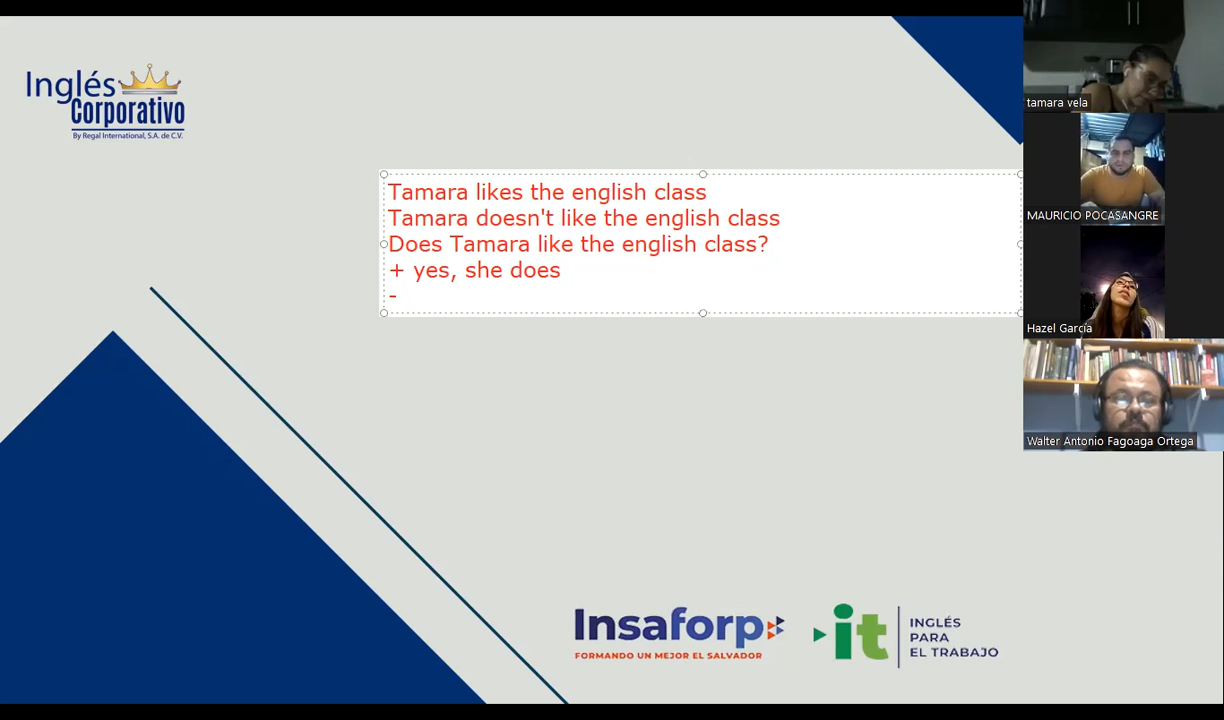 Inglés
Corporativo
By Regal International, S.A. de C.V.
Tamara likes the english class
Tamara doesn't like the english class
Does Tamara like the english class?
+ yes, she does
-
tamara vela
MAURICIO POCASANGRE
Hazel García
Walter Antonio Fagoaga Ortega
Insaforp
FORMANDO UN MEJOR EL SALVADOR
it
INGLÉS
PARA
EL TRABAJO